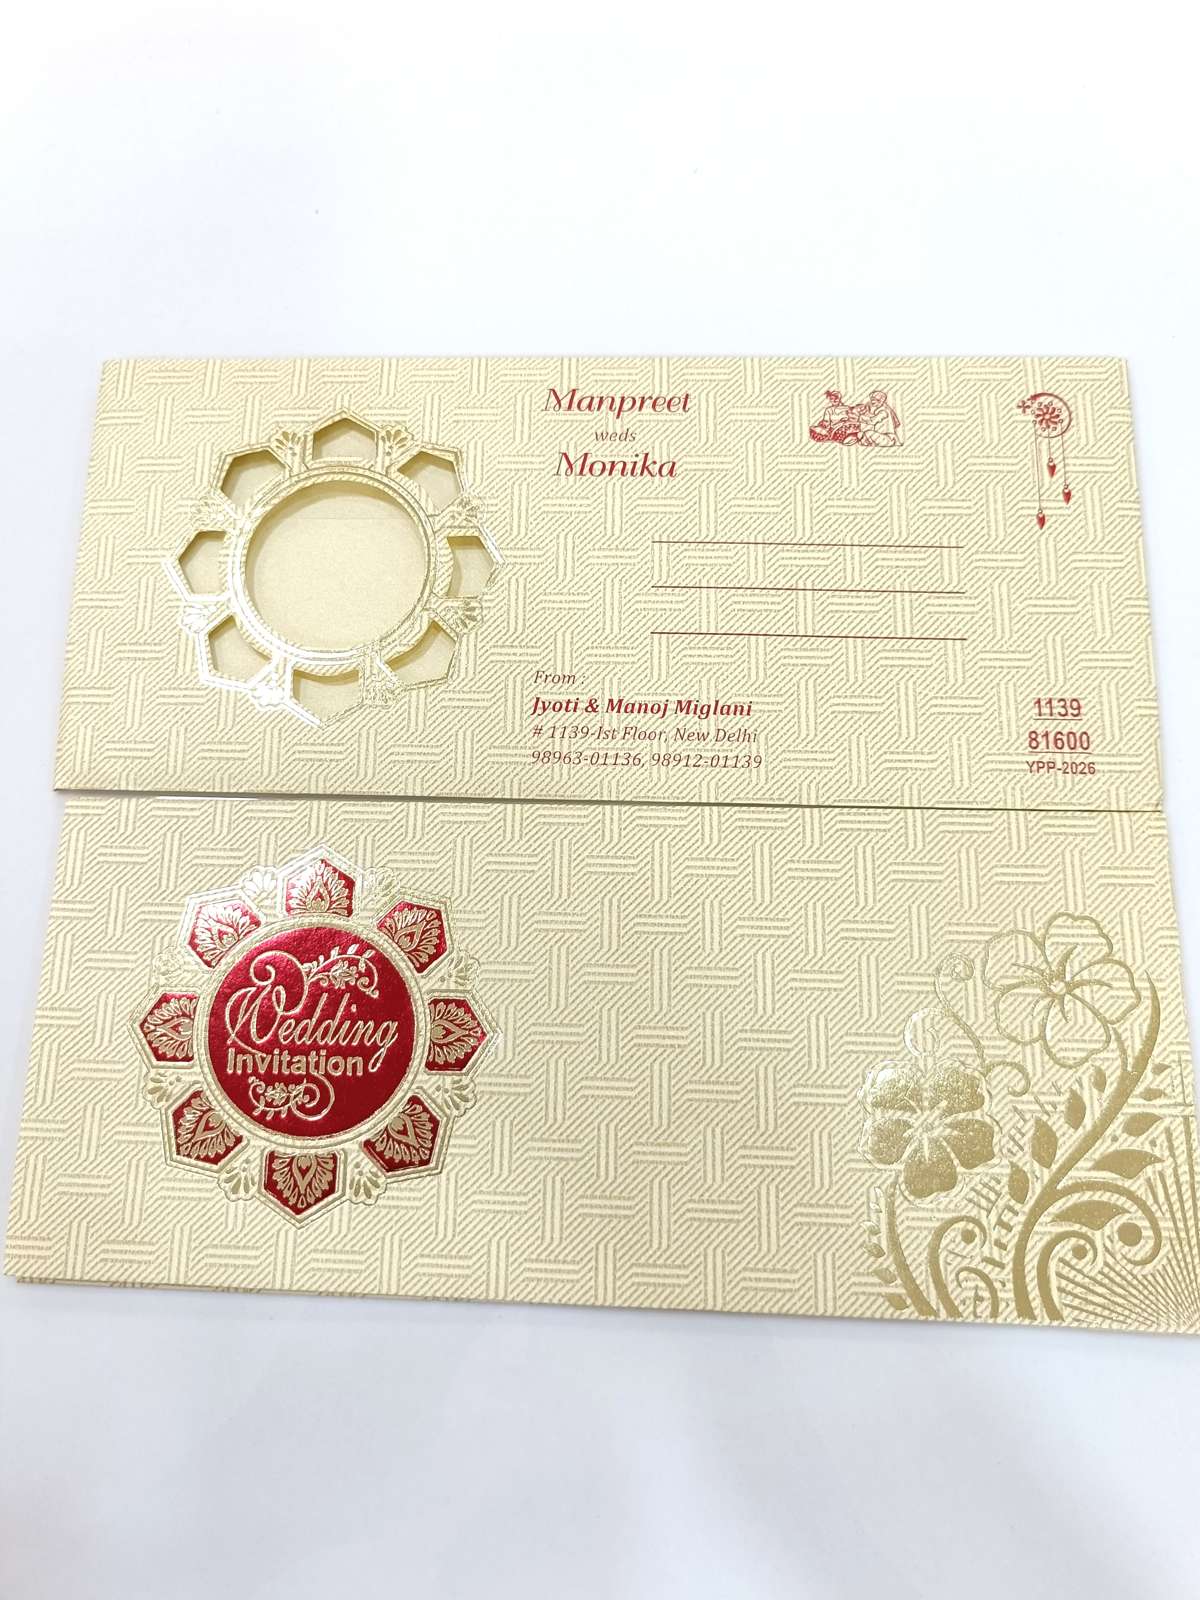 Manpreet
weds
Monika
From :
Jyoti & Manoj Miglani
# 1139-Ist Floor, New Delhi
98963-01136, 98912-01139
1139
81600
YPP-2026
Wedding
Invitation